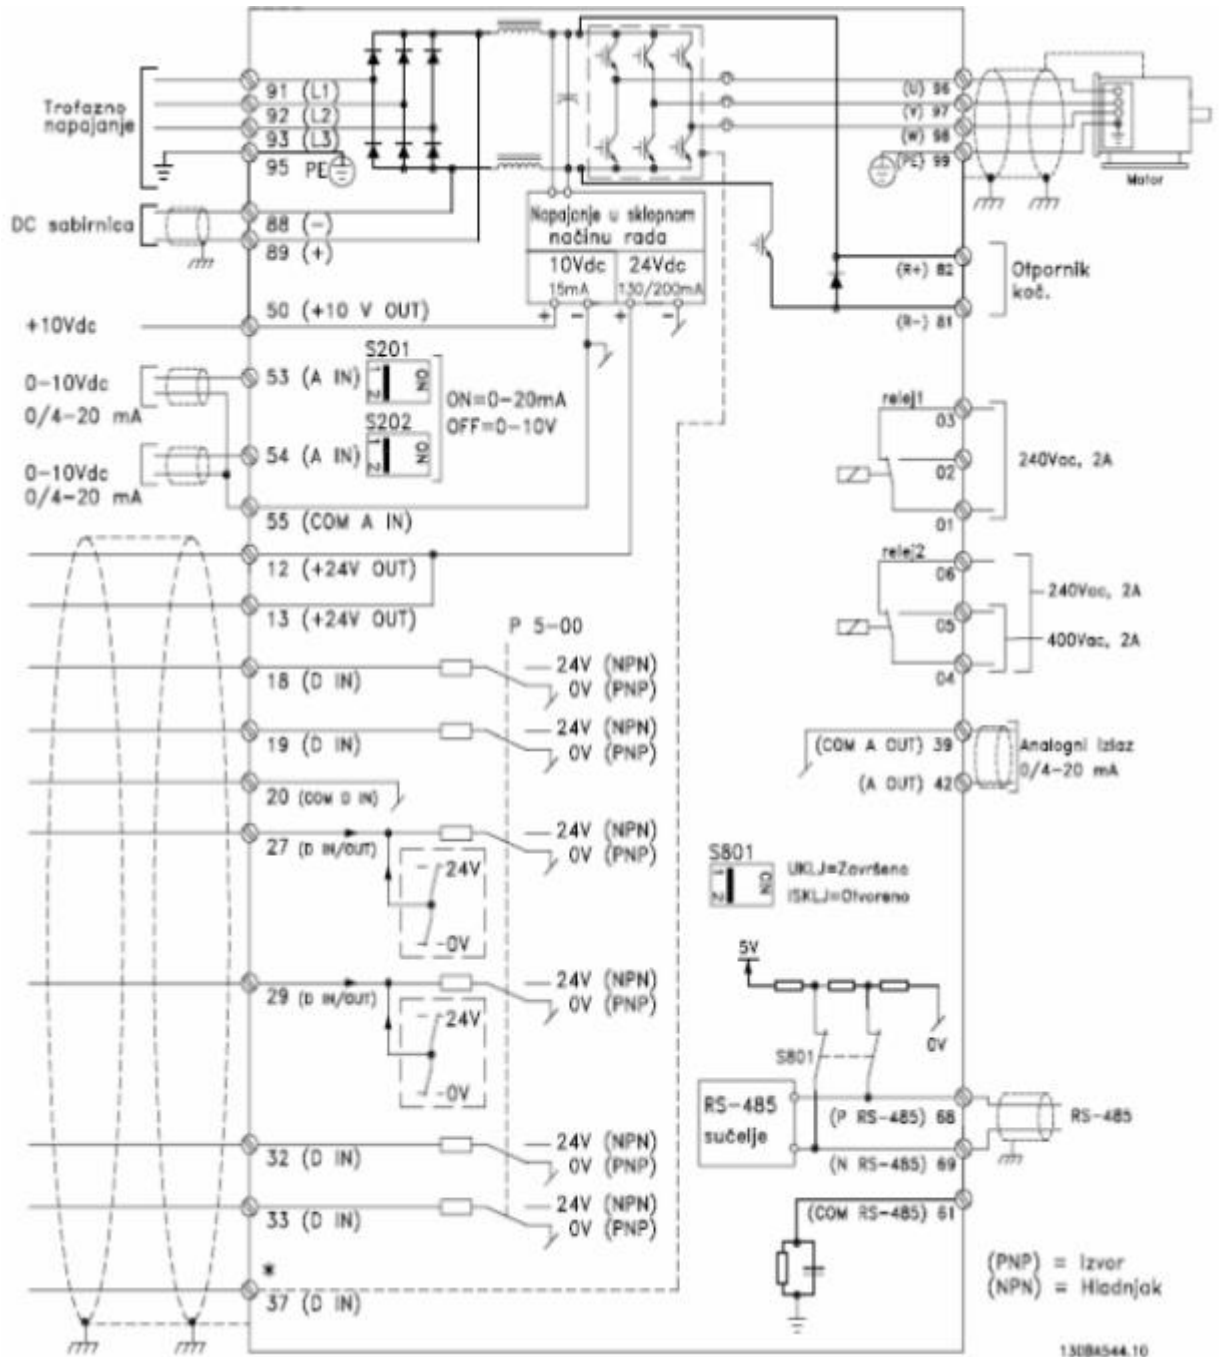 Trofazno
napajanje
91 (L1)
92 (L2)
93 (L3)
95 PE
DC sabirnica
88 (-)
89 (+)
+10Vdc
50 (+10 V OUT)
0-10Vdc
0/4-20 mA
53 (A IN)
S201
1 2 ON
ON=0-20mA
OFF=0-10V
S202
1 2 ON
0-10Vdc
0/4-20 mA
54 (A IN)
55 (COM A IN)
12 (+24V OUT)
13 (+24V OUT)
P 5-00
18 (D IN)
24V (NPN)
0V (PNP)
19 (D IN)
24V (NPN)
0V (PNP)
20 (COM D IN)
27 (D IN/OUT)
24V (NPN)
0V (PNP)
24V
0V
29 (D IN/OUT)
24V (NPN)
0V (PNP)
24V
0V
32 (D IN)
24V (NPN)
0V (PNP)
33 (D IN)
24V (NPN)
0V (PNP)
*
37 (D IN)
Napajanje u sklopnom
načinu rada
10Vdc
15mA
24Vdc
130/200mA
+ - + -
(U) 96
(V) 97
(W) 98
(PE) 99
Motor
(R+) 82
(R-) 81
Otpornik
koč.
relej1
03
02
01
240Vac, 2A
relej2
06
05
04
240Vac, 2A
400Vac, 2A
(COM A OUT) 39
(A OUT) 42
Analogni izlaz
0/4-20 mA
S801
1 2 ON
UKLJ=Završeno
ISKLJ=Otvoreno
5V
S801
0V
RS-485
sučelje
(P RS-485) 68
(N RS-485) 69
RS-485
(COM RS-485) 61
(PNP) = Izvor
(NPN) = Hladnjak
130BA544.10